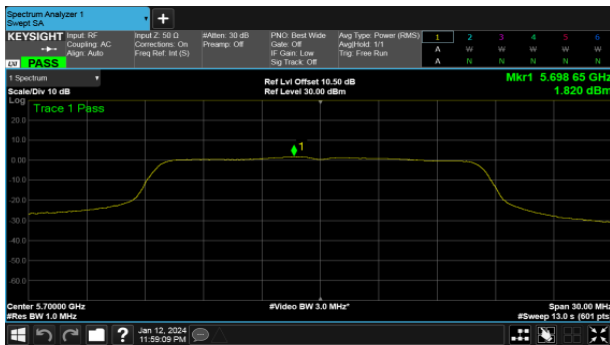 Spectrum Analyzer 1
Swept SA
+
KEYSIGHT Input: RF Input Z: 50 Ω #Atten: 30 dB PNO: Best Wide Avg Type: Power (RMS) 1 2 3 4 5 6
Coupling: AC Corrections: On Preamp: Off Gate: Off Avg|Hold: 1/1 A W W W W W
Align: Auto Freq Ref: Int (S) IF Gain: Low Trig: Free Run A N N N N N
Sig Track: Off
LXI PASS
1 Spectrum Ref Lvl Offset 10.50 dB Mkr1 5.698 65 GHz
Scale/Div 10 dB Ref Level 30.00 dBm 1.820 dBm
Log Trace 1 Pass
20.0
10.0
1
0.00
-10.0
-20.0
-30.0
-40.0
-50.0
-60.0
Center 5.70000 GHz #Video BW 3.0 MHz* Span 30.00 MHz
#Res BW 1.0 MHz #Sweep 13.0 s (601 pts)
? Jan 12, 2024
11:59:09 PM